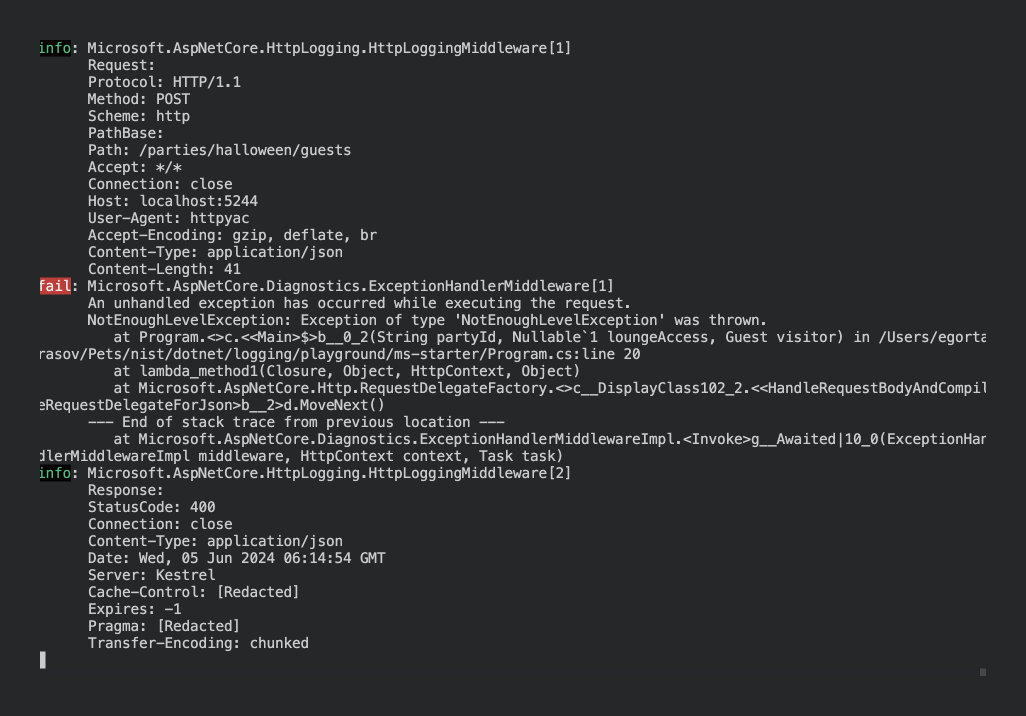 info: Microsoft.AspNetCore.HttpLogging.HttpLoggingMiddleware[1]
Request:
Protocol: HTTP/1.1
Method: POST
Scheme: http
PathBase:
Path: /parties/halloween/guests
Accept: */*
Connection: close
Host: localhost:5244
User-Agent: httpyac
Accept-Encoding: gzip, deflate, br
Content-Type: application/json
Content-Length: 41
fail: Microsoft.AspNetCore.Diagnostics.ExceptionHandlerMiddleware[1]
An unhandled exception has occurred while executing the request.
NotEnoughLevelException: Exception of type 'NotEnoughLevelException' was thrown.
at Program.<>c.<<Main>$>b__0_2(String partyId, Nullable`1 loungeAccess, Guest visitor) in /Users/egorta
rasov/Pets/nist/dotnet/logging/playground/ms-starter/Program.cs:line 20
at lambda_method1(Closure, Object, HttpContext, Object)
at Microsoft.AspNetCore.Http.RequestDelegateFactory.<>c__DisplayClass102_2.<<HandleRequestBodyAndCompil
eRequestDelegateForJson>b__2>d.MoveNext()
--- End of stack trace from previous location ---
at Microsoft.AspNetCore.Diagnostics.ExceptionHandlerMiddlewareImpl.<Invoke>g__Awaited|10_0(ExceptionHan
dlerMiddlewareImpl middleware, HttpContext context, Task task)
info: Microsoft.AspNetCore.HttpLogging.HttpLoggingMiddleware[2]
Response:
StatusCode: 400
Connection: close
Content-Type: application/json
Date: Wed, 05 Jun 2024 06:14:54 GMT
Server: Kestrel
Cache-Control: [Redacted]
Expires: -1
Pragma: [Redacted]
Transfer-Encoding: chunked